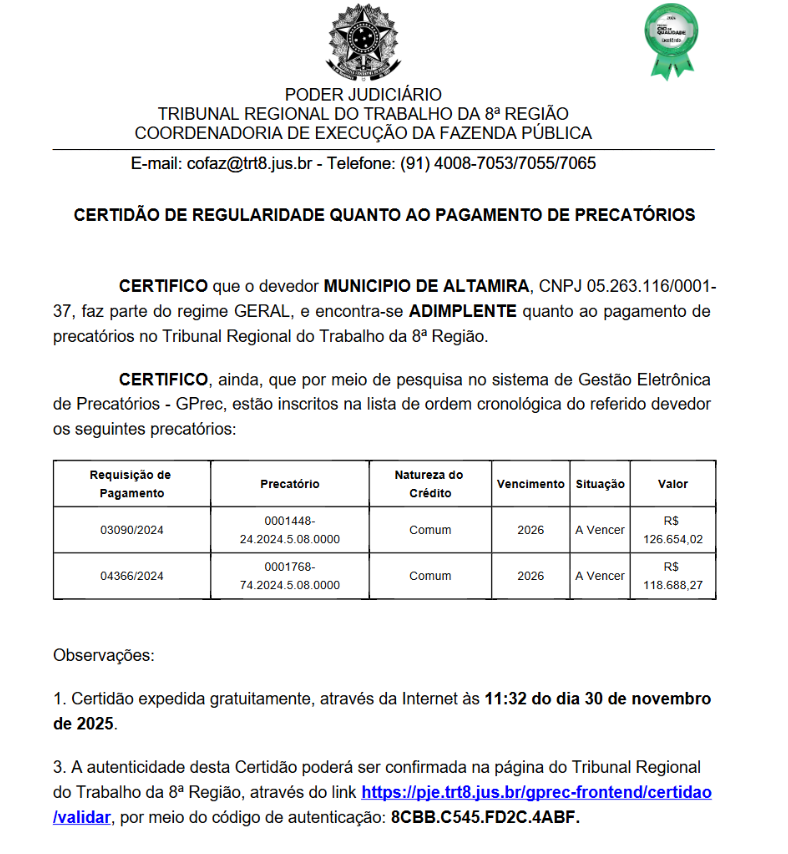 PODER JUDICIÁRIO
TRIBUNAL REGIONAL DO TRABALHO DA 8ª REGIÃO
COORDENADORIA DE EXECUÇÃO DA FAZENDA PÚBLICA
E-mail: cofaz@trt8.jus.br - Telefone: (91) 4008-7053/7055/7065
CERTIDÃO DE REGULARIDADE QUANTO AO PAGAMENTO DE PRECATÓRIOS
CERTIFICO que o devedor MUNICIPIO DE ALTAMIRA, CNPJ 05.263.116/0001-
37, faz parte do regime GERAL, e encontra-se ADIMPLENTE quanto ao pagamento de
precatórios no Tribunal Regional do Trabalho da 8ª Região.
CERTIFICO, ainda, que por meio de pesquisa no sistema de Gestão Eletrônica
de Precatórios - GPrec, estão inscritos na lista de ordem cronológica do referido devedor
os seguintes precatórios:
Requisição de Pagamento Precatório Natureza do Crédito Vencimento Situação Valor
03090/2024 0001448-24.2024.5.08.0000 Comum 2026 A Vencer R$ 126.654,02
04366/2024 0001768-74.2024.5.08.0000 Comum 2026 A Vencer R$ 118.688,27
Observações:
1. Certidão expedida gratuitamente, através da Internet às 11:32 do dia 30 de novembro
de 2025.
3. A autenticidade desta Certidão poderá ser confirmada na página do Tribunal Regional
do Trabalho da 8ª Região, através do link https://pje.trt8.jus.br/gprec-frontend/certidao
/validar, por meio do código de autenticação: 8CBB.C545.FD2C.4ABF.